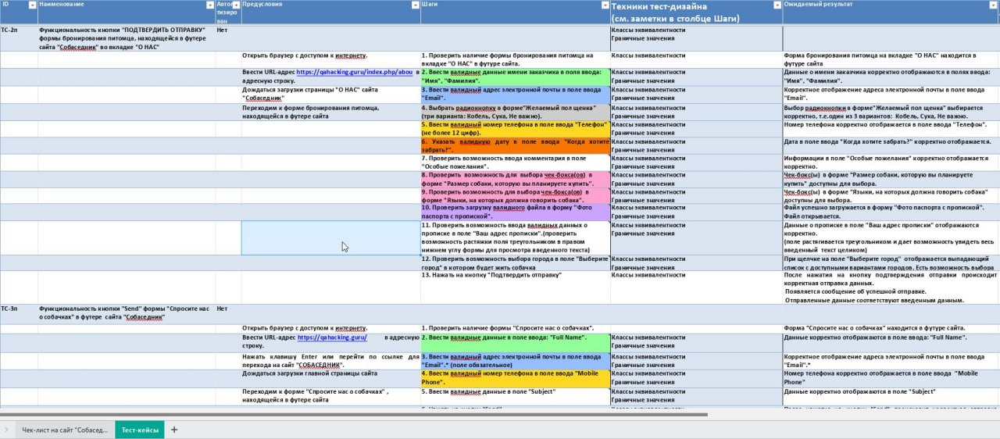 ID Наименование Автоматизирован Предусловия Шаги Техники тест-дизайна Ожидаемый результат
(см. заметки в столбце Шаги)
ТС-2п Функциональность кнопки "ПОДТВЕРДИТЬ ОТПРАВКУ" Нет Классы эквивалентности
формы бронирования питомца, находящейся в футере Граничные значения
сайта "Собаседник" во вкладке "О НАС"
Открыть браузер с доступом к интернету. 1. Проверить наличие формы бронирования питомца на Классы эквивалентности Форма бронирования питомца на вкладке "О НАС" находится в
вкладке "О НАС" в футуре сайта. футуре сайта
Ввести URL-адрес https://qahacking.guru/index.php/abou в 2. Ввести валидные данные имени заказчика в поля ввода: Классы эквивалентности Данные о имени заказчика корректно отображаются в полях ввода:
адресную строку. "Имя", "Фамилия". Граничные значения "Имя", "Фамилия".
Дождаться загрузки страницы "О НАС" сайта 3. Ввести валидный адрес электронной почты в поле ввода Классы эквивалентности Корректное отображение адреса электронной почты в поле ввода
"Собаседник" "Email". Граничные значения "Email".
Переходим к форме бронирования питомца, 4. Выбрать радиокнопку в форме"Желаемый пол щенка" Классы эквивалентности Выбор радиокнопки в форме"Желаемый пол щенка" выбирается
находящейся в футере сайта (три варианта: Кобель, Сука, Не важно). Граничные значения корректно, т.е.один из 3 вариантов: Кобель, Сука, Не важно.
5. Ввести валидный номер телефона в поле ввода "Телефон" Классы эквивалентности Номер телефона корректно отображается в поле ввода "Телефон".
(не более 12 цифр). Граничные значения
6. Указать валидную дату в поле ввода "Когда хотите Классы эквивалентности Дата в поле ввода "Когда хотите забрать?" корректно отображается.
забрать?". Граничные значения
7. Проверить возможность ввода комментария в поле Классы эквивалентности Информации в поле "Особые пожелания" корректно отображается
"Особые пожелания". Граничные значения корректно.
8. Проверить возможность для выбора чек-бокса(ов) в Классы эквивалентности Чек-бокс(ы) в форме "Размер собаки, которую вы планируете
форме "Размер собаки, которую вы планируете купить". Граничные значения купить" доступны для выбора.
9. Проверить возможность для выбора чек-бокса(ов) в Классы эквивалентности Чек-бокс(ы) в форме "Языки, на которых должна говорить собака"
форме "Языки, на которых должна говорить собака". Граничные значения доступны для выбора.
10. Проверить загрузку валидного файла в форму "Фото Классы эквивалентности Файл успешно загружается в форму "Фото паспорта с пропиской".
паспорта с пропиской". Граничные значения Файл открывается.
11. Проверить возможность ввода валидных данных о Классы эквивалентности Данные о прописке в поле "Ваш адрес прописки" отображаются
прописке в поле "Ваш адрес прописки".(проверить Граничные значения корректно.
возможность растяжки поля треугольником в правом (поле растягивается треугольником и дает возможность увидеть весь
нижнем углу формы для просмотра введенного текста) введенный текст целиком)
12. Проверить возможность выбора города в поле "Выберите Классы эквивалентности При щелчке на поле "Выберите город" отображается выпадающий
город" в котором будет жить собачка Граничные значения список с доступными вариантами городов. Есть возможность выбора
13. Нажать на кнопку "Подтвердить отправку" Классы эквивалентности После нажатия на кнопку подтверждения отправки происходит
корректная отправка данных.
Появляется сообщение об успешной отправке.
Отправленные данные соответствуют введенным данным.
ТС-3п Функциональность кнопки "Send" формы "Спросите нас Нет
о собачках" в футере сайта "Собаседник"
Открыть браузер с доступом к интернету. 1. Проверить наличие формы "Спросите нас о собачках". Классы эквивалентности Форма "Спросите нас о собачках" находится в футуре сайта.
Ввести URL-адрес https://qahacking.guru/ в адресную 2. Ввести валидные данные в поле ввода: "Full Name". Классы эквивалентности Данные корректно отображаются в поле ввода: "Full Name".
строку. Граничные значения
Нажать клавишу Enter или перейти по ссылке для 3. Ввести валидный адрес электронной почты в поле ввода Классы эквивалентности Корректное отображение адреса электронной почты в поле ввода
перехода на сайт "СОБАСЕДНИК". "Email".* (поле обязательное) Граничные значения "Email".*
Дождаться загрузки главной страницы сайта 4. Ввести валидный номер телефона в поле ввода "Mobile Классы эквивалентности Номер телефона корректно отображается в поле ввода "Mobile
Phone". Граничные значения Phone"
Переходим к форме "Спросите нас о собачках" , 5. Ввести валидные данные в поле "Subject" Классы эквивалентности Данные корректно отображаются в поле "Subject"
находящейся в футере сайта Граничные значения
Чек-лист на сайт "Собасед... Тест-кейсы +